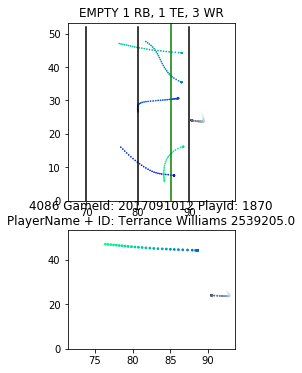 EMPTY 1 RB, 1 TE, 3 WR
50
40
30
20
10
0
70 80 90
4086 GameId: 2017091012 PlayId: 1870
PlayerName + ID: Terrance Williams 2539205.0
40
20
0
75 80 85 90